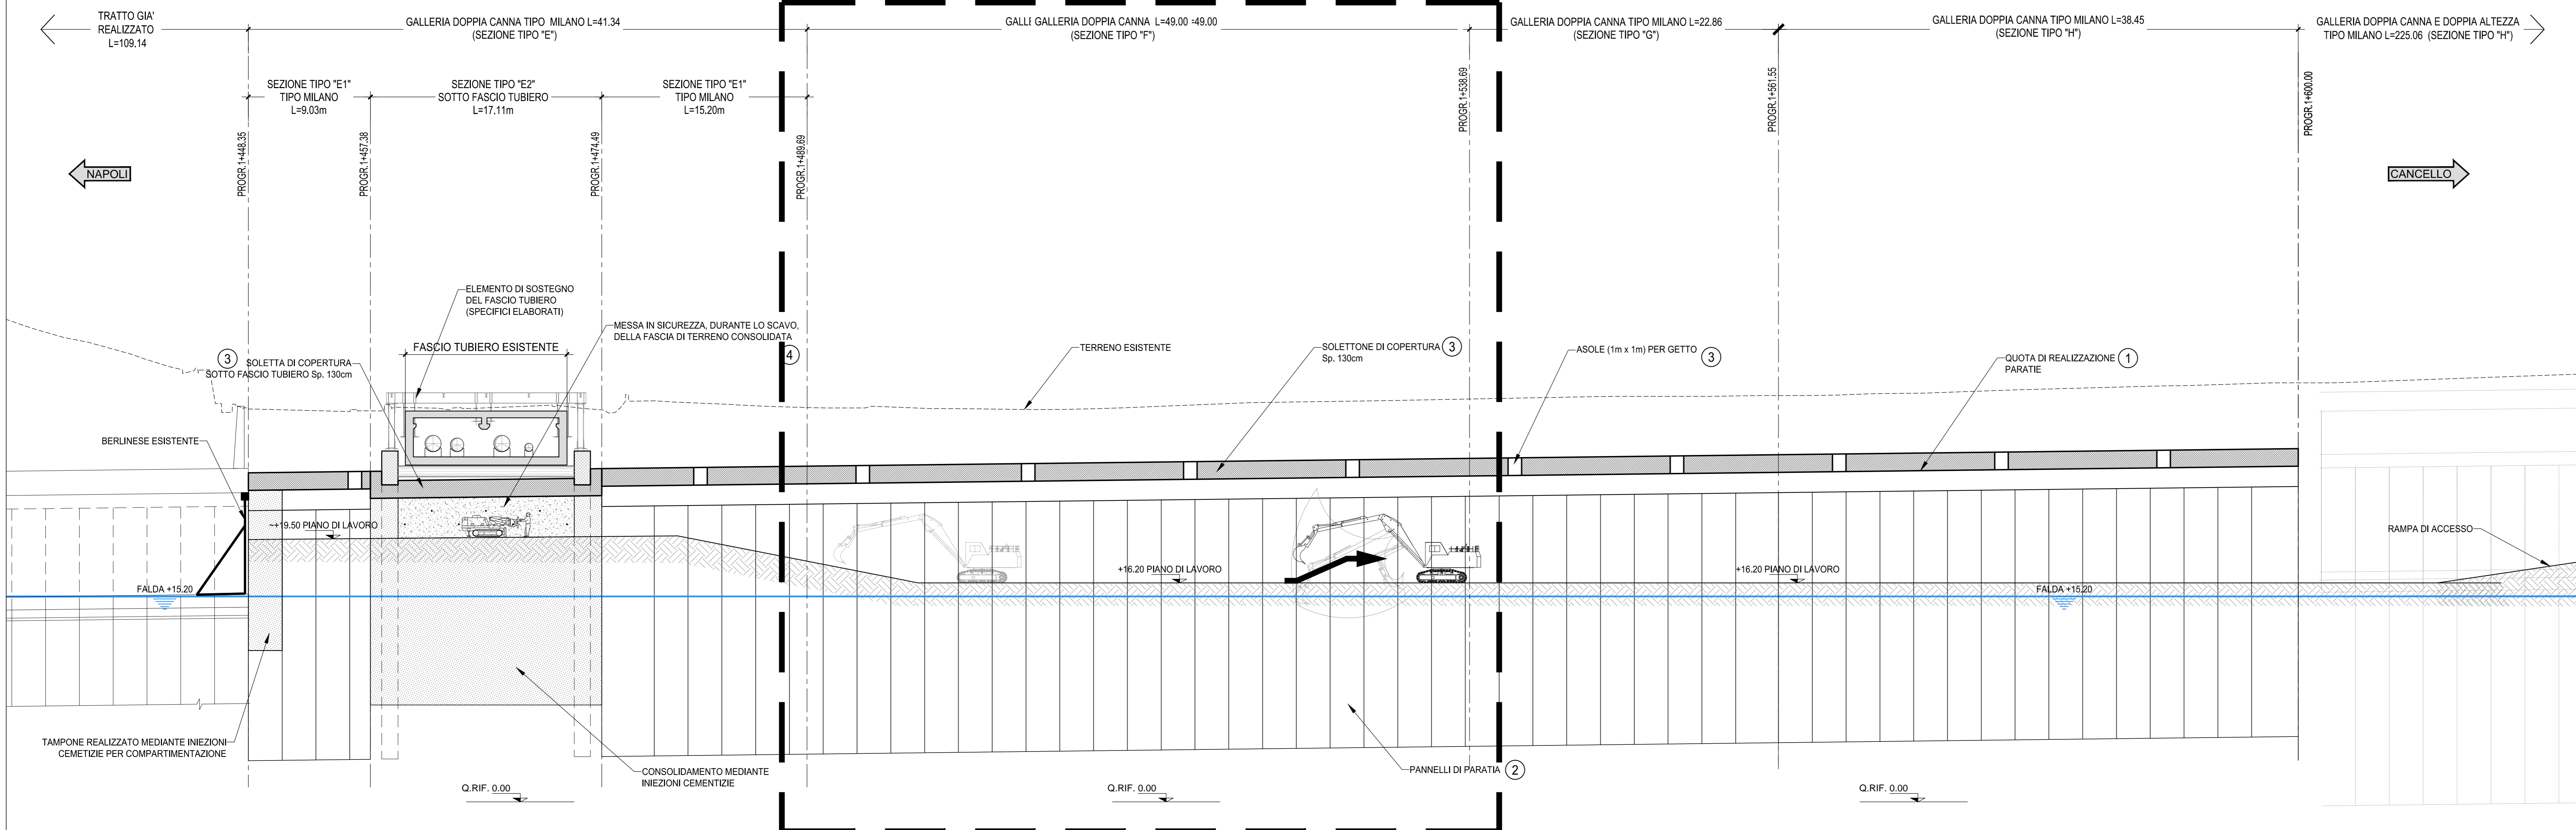 TRATTO GIA'
REALIZZATO
L=109.14
GALLERIA DOPPIA CANNA TIPO MILANO L=41.34
(SEZIONE TIPO "E")
GALLE GALLERIA DOPPIA CANNA L=49.00 =49.00
(SEZIONE TIPO "F")
GALLERIA DOPPIA CANNA TIPO MILANO L=22.86
(SEZIONE TIPO "G")
GALLERIA DOPPIA CANNA TIPO MILANO L=38.45
(SEZIONE TIPO "H")
GALLERIA DOPPIA CANNA E DOPPIA ALTEZZA
TIPO MILANO L=225.06 (SEZIONE TIPO "H")
SEZIONE TIPO "E1"
TIPO MILANO
L=9.03m
SEZIONE TIPO "E2"
SOTTO FASCIO TUBIERO
L=17.11m
SEZIONE TIPO "E1"
TIPO MILANO
L=15.20m
PROGR.1+448.35
PROGR.1+457.38
PROGR.1+474.49
PROGR.1+489.69
PROGR.1+538.69
PROGR.1+561.55
PROGR.1+600.00
NAPOLI
CANCELLO
ELEMENTO DI SOSTEGNO
DEL FASCIO TUBIERO
(SPECIFICI ELABORATI)
MESSA IN SICUREZZA, DURANTE LO SCAVO,
DELLA FASCIA DI TERRENO CONSOLIDATA
4
FASCIO TUBIERO ESISTENTE
3
SOLETTA DI COPERTURA
SOTTO FASCIO TUBIERO Sp. 130cm
TERRENO ESISTENTE
SOLETTONE DI COPERTURA 3
Sp. 130cm
ASOLE (1m x 1m) PER GETTO 3
QUOTA DI REALIZZAZIONE 1
PARATIE
BERLINESE ESISTENTE
~+19.50 PIANO DI LAVORO
RAMPA DI ACCESSO
+16.20 PIANO DI LAVORO
+16.20 PIANO DI LAVORO
FALDA +15.20
FALDA +15.20
TAMPONE REALIZZATO MEDIANTE INIEZIONI
CEMETIZIE PER COMPARTIMENTAZIONE
CONSOLIDAMENTO MEDIANTE
INIEZIONI CEMENTIZIE
PANNELLI DI PARATIA 2
Q.RIF. 0.00
Q.RIF. 0.00
Q.RIF. 0.00